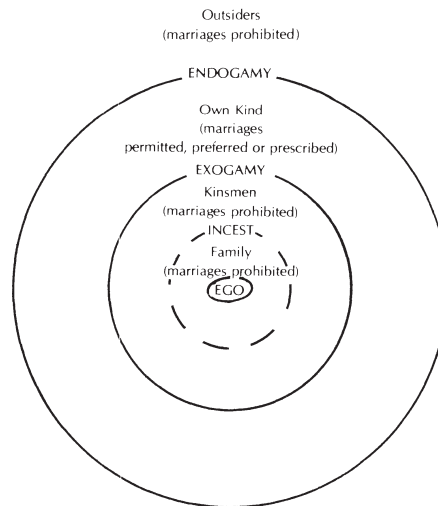 Outsiders
(marriages prohibited)
ENDOGAMY
Own Kind
(marriages
permitted, preferred or prescribed)
EXOGAMY
Kinsmen
(marriages prohibited)
INCEST
Family
(marriages prohibited)
EGO